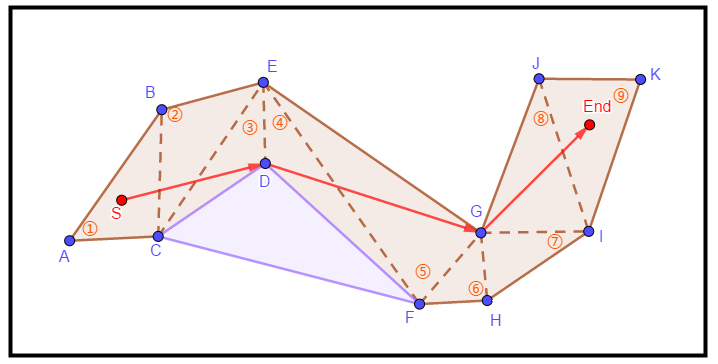 J
K
E
B
②
End
⑨
③
④
⑧
D
S
G
①
I
⑦
A
C
⑤
⑥
F
H